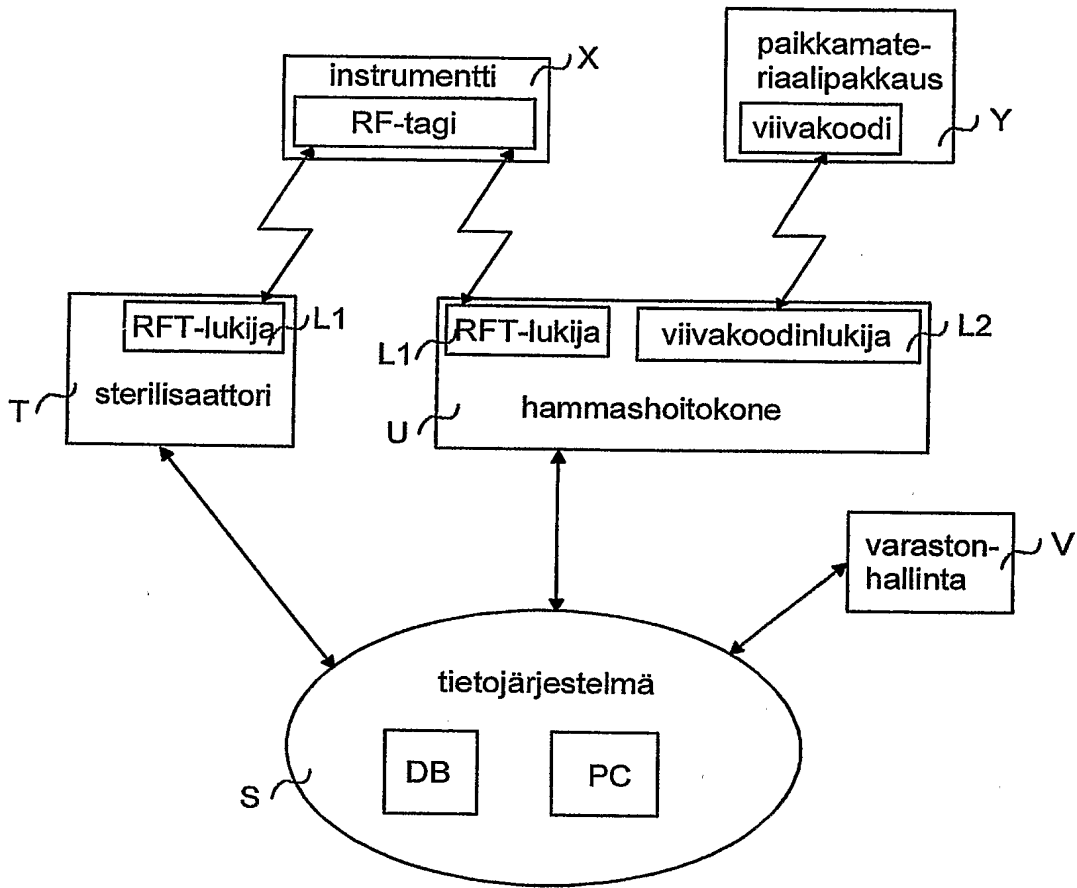 instrumentti
X
RF-tagi
paikkamate-
riaalipakkaus
viivakoodi
Y
RFT-lukija
L1
T
sterilisaattori
L1
RFT-lukija
viivakoodinlukija
L2
U
hammashoitokone
varaston-
hallinta
V
tietojärjestelmä
DB
PC
S